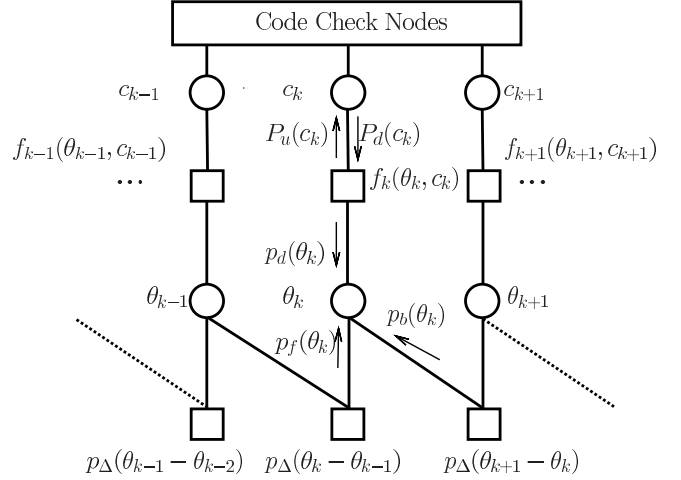 Code Check Nodes
c_{k−1} c_k c_{k+1}
P_u(c_k) P_d(c_k)
f_{k−1}(θ_{k−1}, c_{k−1}) f_{k+1}(θ_{k+1}, c_{k+1})
... f_k(θ_k, c_k) ...
p_d(θ_k)
θ_{k−1} θ_k θ_{k+1}
p_f(θ_k) p_b(θ_k)
p_Δ(θ_{k−1} − θ_{k−2}) p_Δ(θ_k − θ_{k−1}) p_Δ(θ_{k+1} − θ_k)